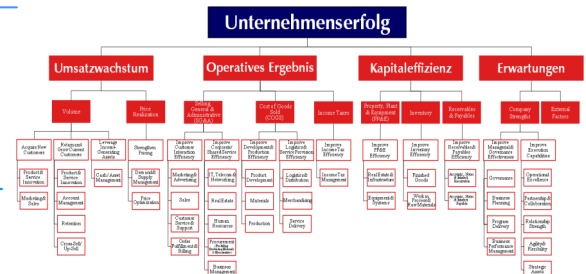 Unternehmenserfolg
Umsatzwachstum
Operatives Ergebnis
Kapitaleffizienz
Erwartungen
Volume
Price
Realization
Selling
General &
Administrative
(SG&A)
Cost of Goods
Sold
(COGS)
Income Taxes
Property, Plant
& Equipment
(PP&E)
Inventory
Receivables
& Payables
Company
Strengths
External
Factors
Acquire New
Customers
Retain and
Grow Current
Customers
Leverage
Income-
Generating
Assets
Strengthen
Pricing
Improve
Customer
Interaction
Efficiency
Improve
Corporate/
Shared Service
Efficiency
Improve
Development &
Production
Efficiency
Improve
Logistics &
Service Provision
Efficiency
Improve
Income Tax
Efficiency
Improve
PP&E
Efficiency
Improve
Inventory
Efficiency
Improve
Receivables &
Payables
Efficiency
Improve
Managerial &
Governance
Effectiveness
Improve
Execution
Capabilities
Product &
Service
Innovation
Product &
Service
Innovation
Cash / Asset
Management
Demand &
Supply
Management
Marketing &
Advertising
IT, Telecom &
Networking
Product
Development
Logistics &
Distribution
Income Tax
Management
Real Estate &
Infrastructure
Finished
Goods
Governance
Operational
Excellence
Marketing &
Sales
Account
Management
Price
Optimization
Sales
Real Estate
Materials
Merchandising
Equipment &
Systems
Work in
Process &
Raw Materials
Business
Planning
Partnership &
Collaboration
Retention
Customer
Service &
Support
Human
Resources
Production
Service
Delivery
Program
Delivery
Relationship
Strength
Cross-Sell/
Up-Sell
Order
Fulfillment &
Billing
Procurement
Business
Performance
Management
Agility &
Flexibility
Business
Management
Strategic
Assets